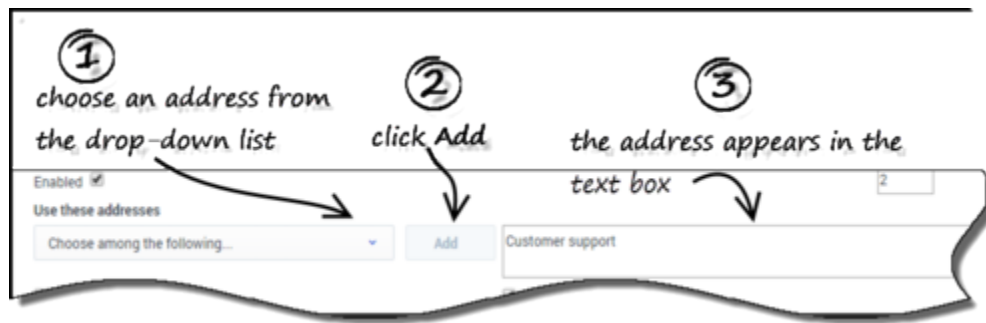 1
choose an address from
the drop-down list
2
click Add
3
the address appears in the
text box
Enabled
2
Use these addresses
Choose among the following...
Add
Customer support